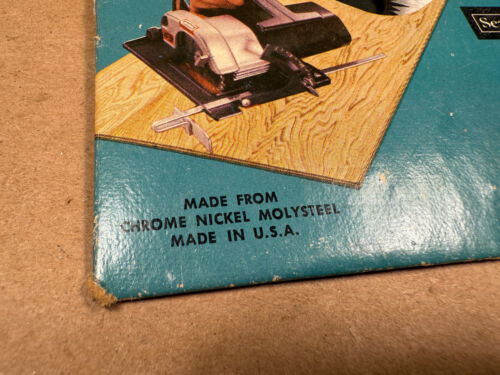 MADE FROM
CHROME NICKEL MOLYSTEEL
MADE IN U.S.A.